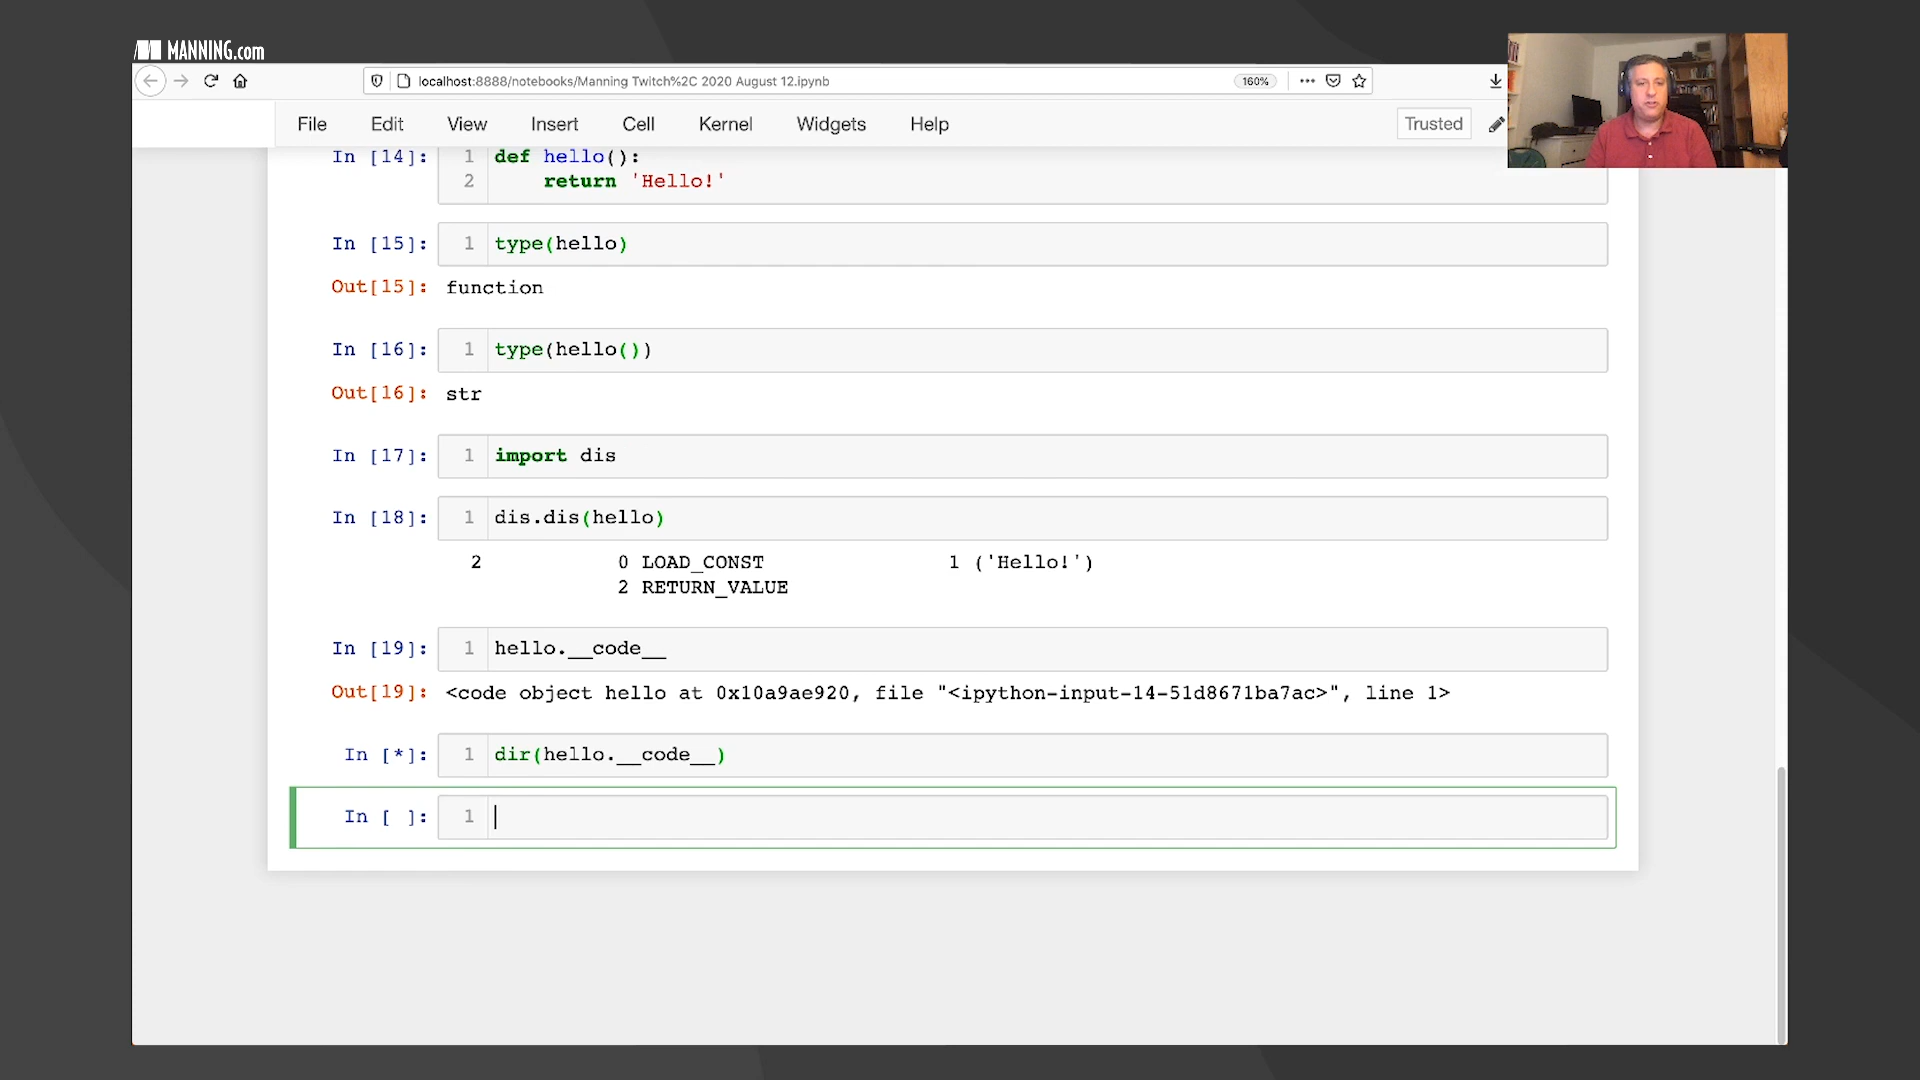 MANNING.com
localhost:8888/notebooks/Manning Twitch%2C 2020 August 12.ipynb
160%
File Edit View Insert Cell Kernel Widgets Help
Trusted
In [14]: 1 def hello():
2 return 'Hello!'
In [15]: 1 type(hello)
Out[15]: function
In [16]: 1 type(hello())
Out[16]: str
In [17]: 1 import dis
In [18]: 1 dis.dis(hello)
2 0 LOAD_CONST 1 ('Hello!')
2 RETURN_VALUE
In [19]: 1 hello.__code__
Out[19]: <code object hello at 0x10a9ae920, file "<ipython-input-14-51d8671ba7ac>", line 1>
In [*]: 1 dir(hello.__code__)
In [ ]: 1